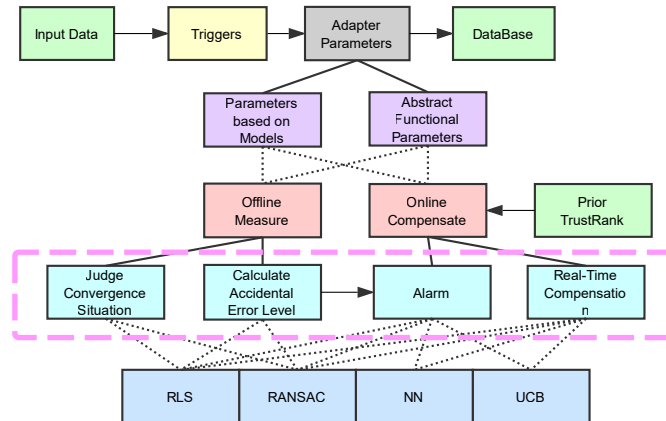 Input Data
Triggers
Adapter
Parameters
DataBase
Parameters
based on
Models
Abstract
Functional
Parameters
Offline
Measure
Online
Compensate
Prior
TrustRank
Judge
Convergence
Situation
Calculate
Accidental
Error Level
Alarm
Real-Time
Compensatio
n
RLS
RANSAC
NN
UCB